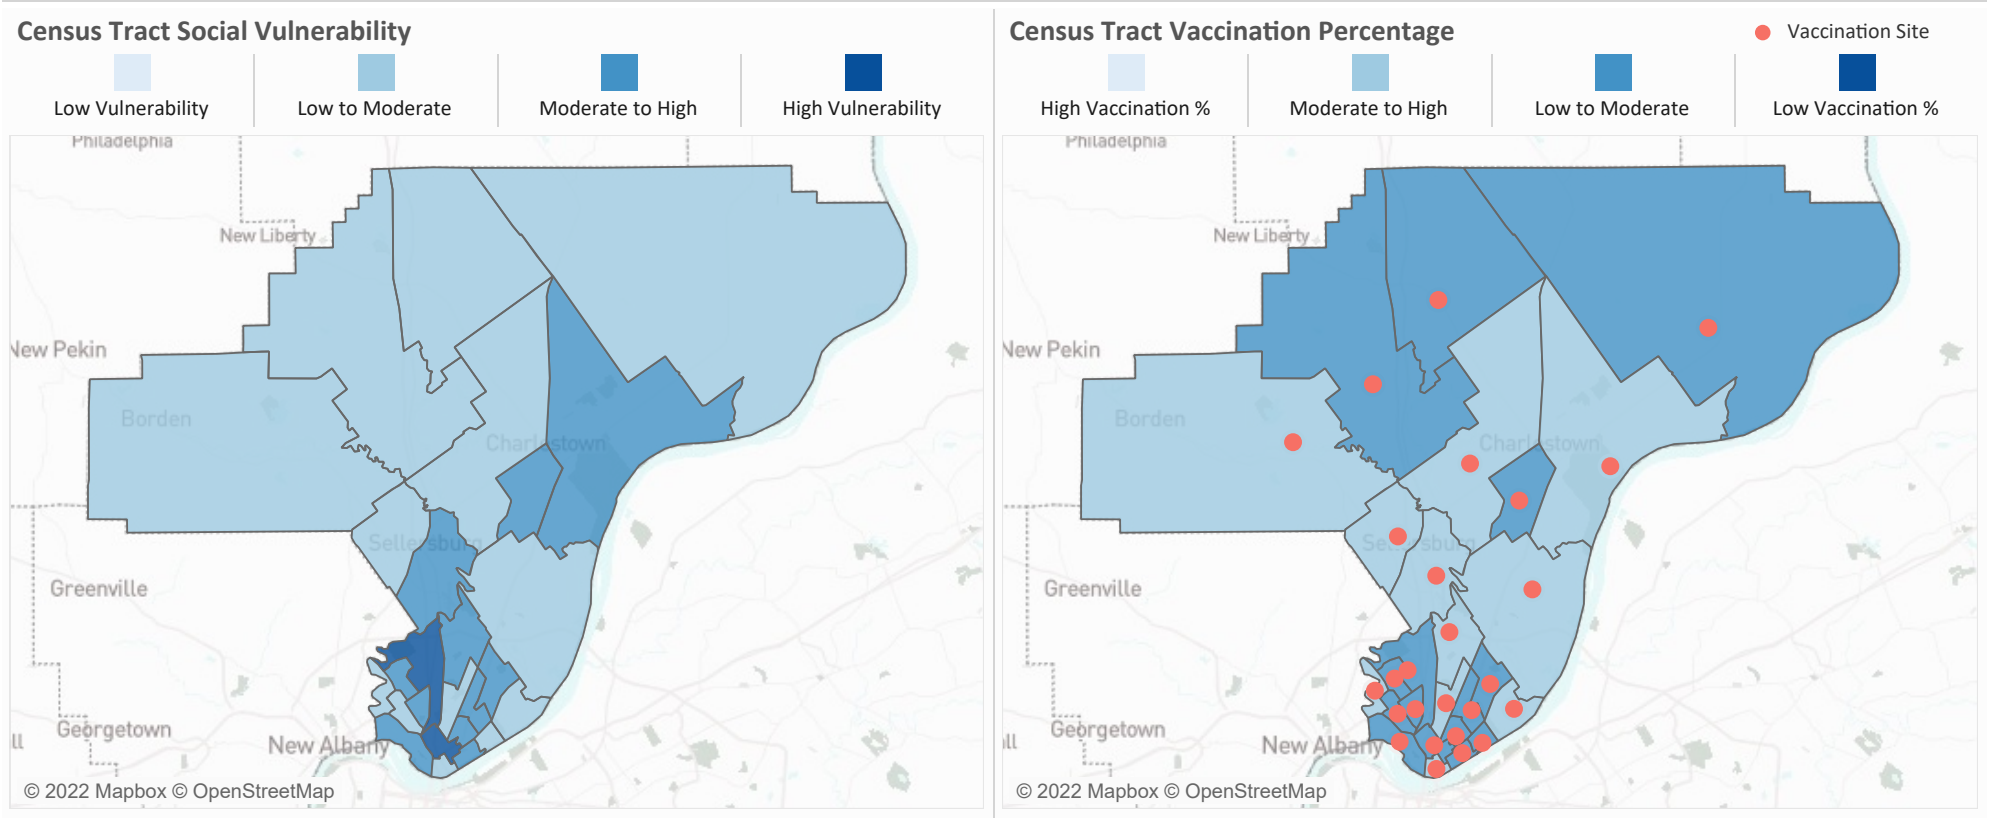 Census Tract Social Vulnerability
Low Vulnerability
Low to Moderate
Moderate to High
High Vulnerability
Philadelphia
New Liberty
New Pekin
Borden
Charlestown
Sellersburg
Greenville
Georgetown
ll
New Albany
© 2022 Mapbox © OpenStreetMap
Census Tract Vaccination Percentage
Vaccination Site
High Vaccination %
Moderate to High
Low to Moderate
Low Vaccination %
Philadelphia
New Liberty
New Pekin
Borden
Charlestown
Sellersburg
Greenville
Georgetown
ll
New Albany
© 2022 Mapbox © OpenStreetMap